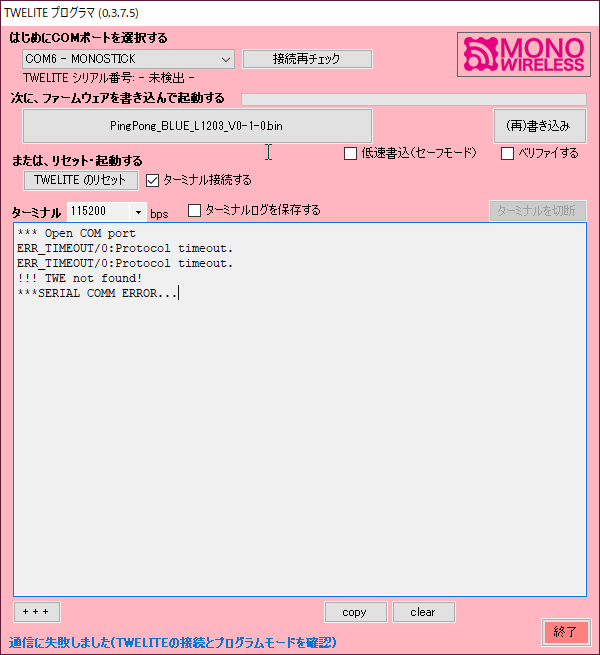 TWELITE プログラマ (0.3.7.5)
はじめにCOMポートを選択する
COM6 - MONOSTICK
接続再チェック
MONO
WIRELESS
TWELITE シリアル番号: - 未検出 -
次に、ファームウェアを書き込んで起動する
PingPong_BLUE_L1203_V0-1-0.bin
(再)書き込み
低速書込(セーフモード)
ベリファイする
または、リセット・起動する
TWELITE のリセット
ターミナル接続する
ターミナル
115200
bps
ターミナルログを保存する
ターミナルを切断
*** Open COM port
ERR_TIMEOUT/0:Protocol timeout.
ERR_TIMEOUT/0:Protocol timeout.
!!! TWE not found!
***SERIAL COMM ERROR...
+ + +
copy
clear
終了
通信に失敗しました(TWELITEの接続とプログラムモードを確認)